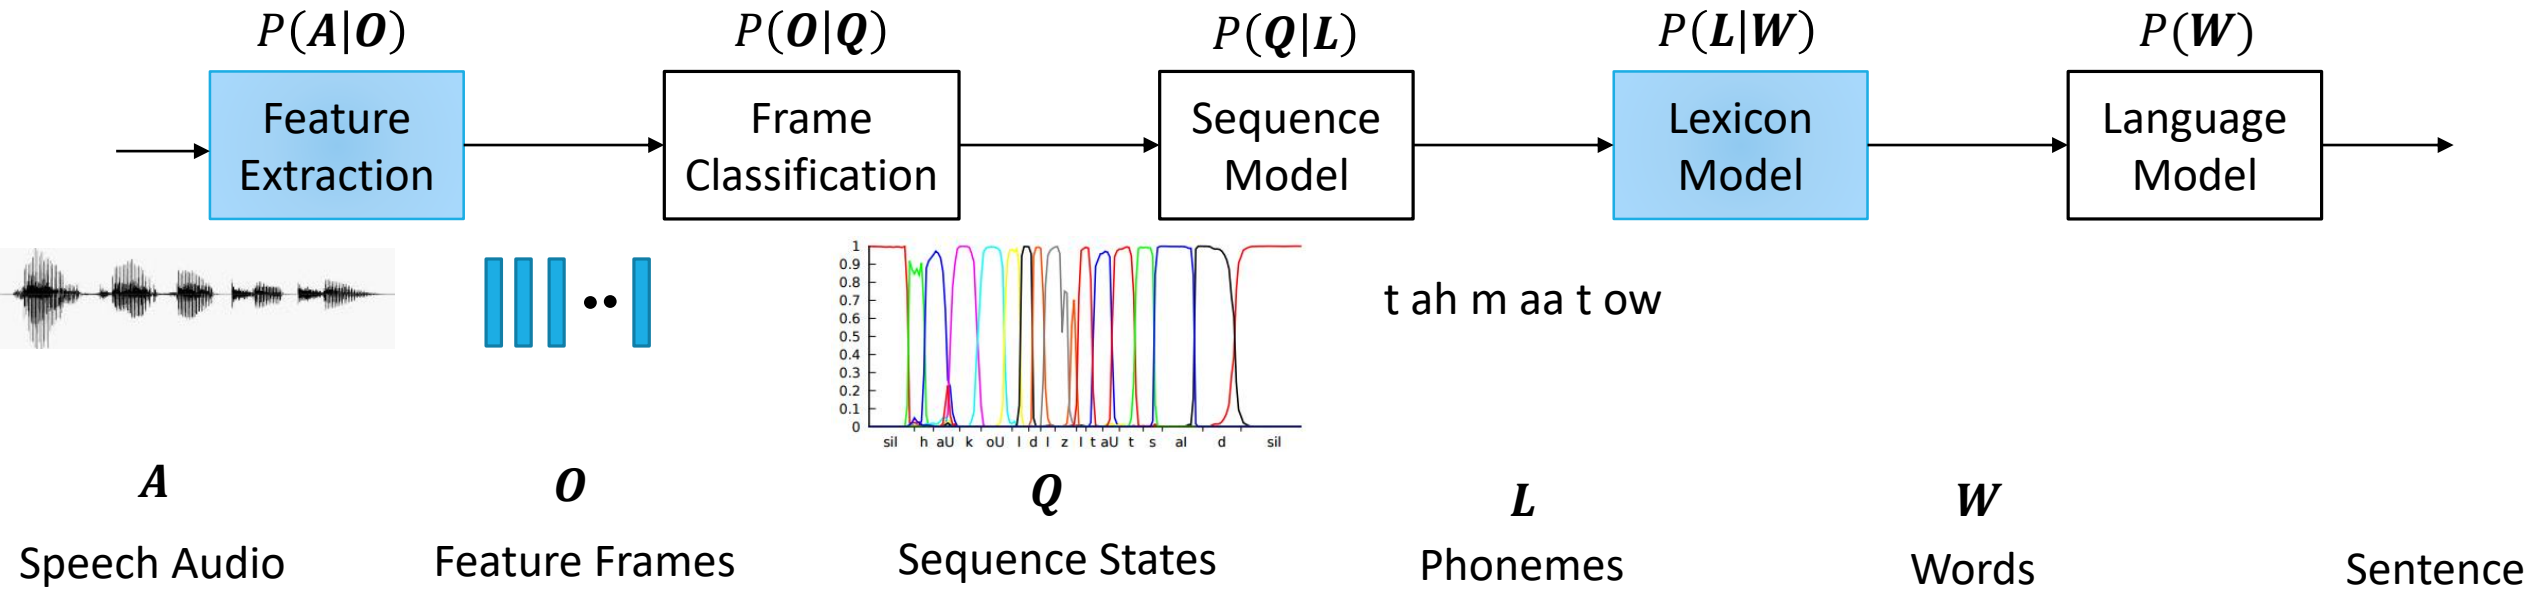 P(A|O) P(O|Q) P(Q|L) P(L|W) P(W)
Feature Extraction
Frame Classification
Sequence Model
Lexicon Model
Language Model
1
0.9
0.8
0.7
0.6
0.5
0.4
0.3
0.2
0.1
0
sil h aU k oU l d I z I t aU t s aI d sil
t ah m aa t ow
A O Q L W
Speech Audio Feature Frames Sequence States Phonemes Words Sentence